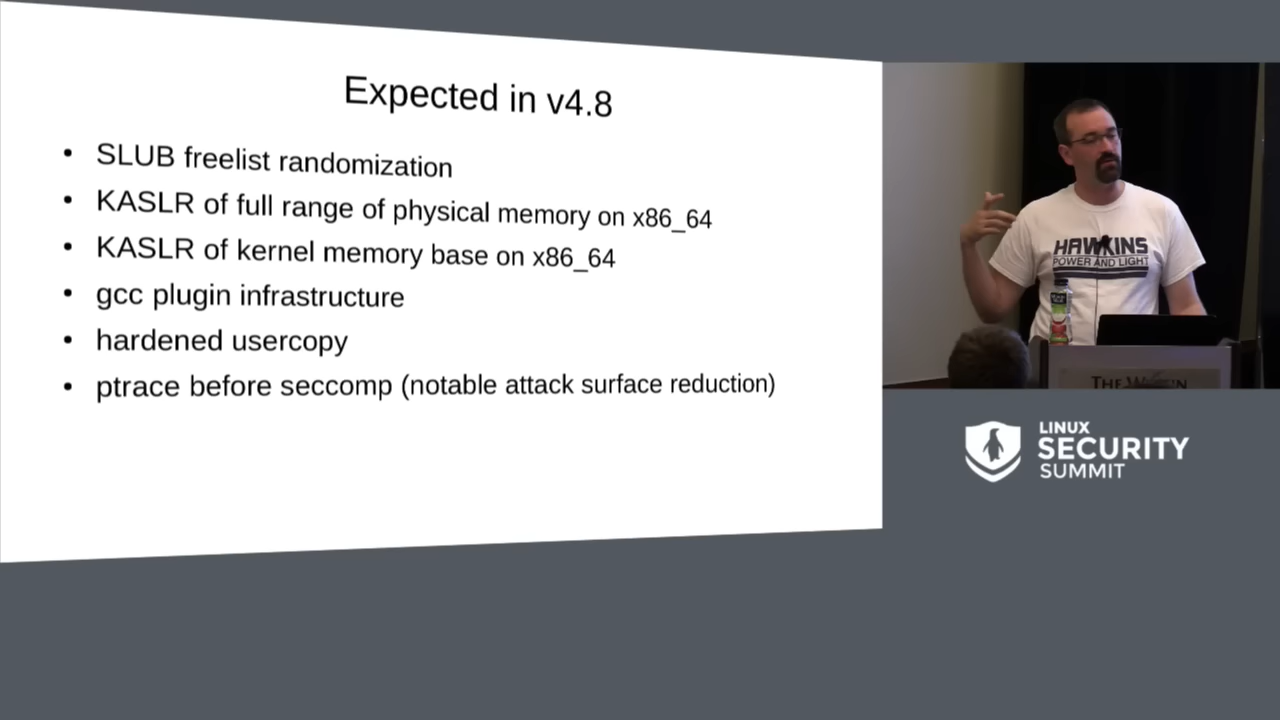 Expected in v4.8
• SLUB freelist randomization
• KASLR of full range of physical memory on x86_64
• KASLR of kernel memory base on x86_64
• gcc plugin infrastructure
• hardened usercopy
• ptrace before seccomp (notable attack surface reduction)
HAWKINS
POWER AND LIGHT
THE W
LINUX
SECURITY
SUMMIT